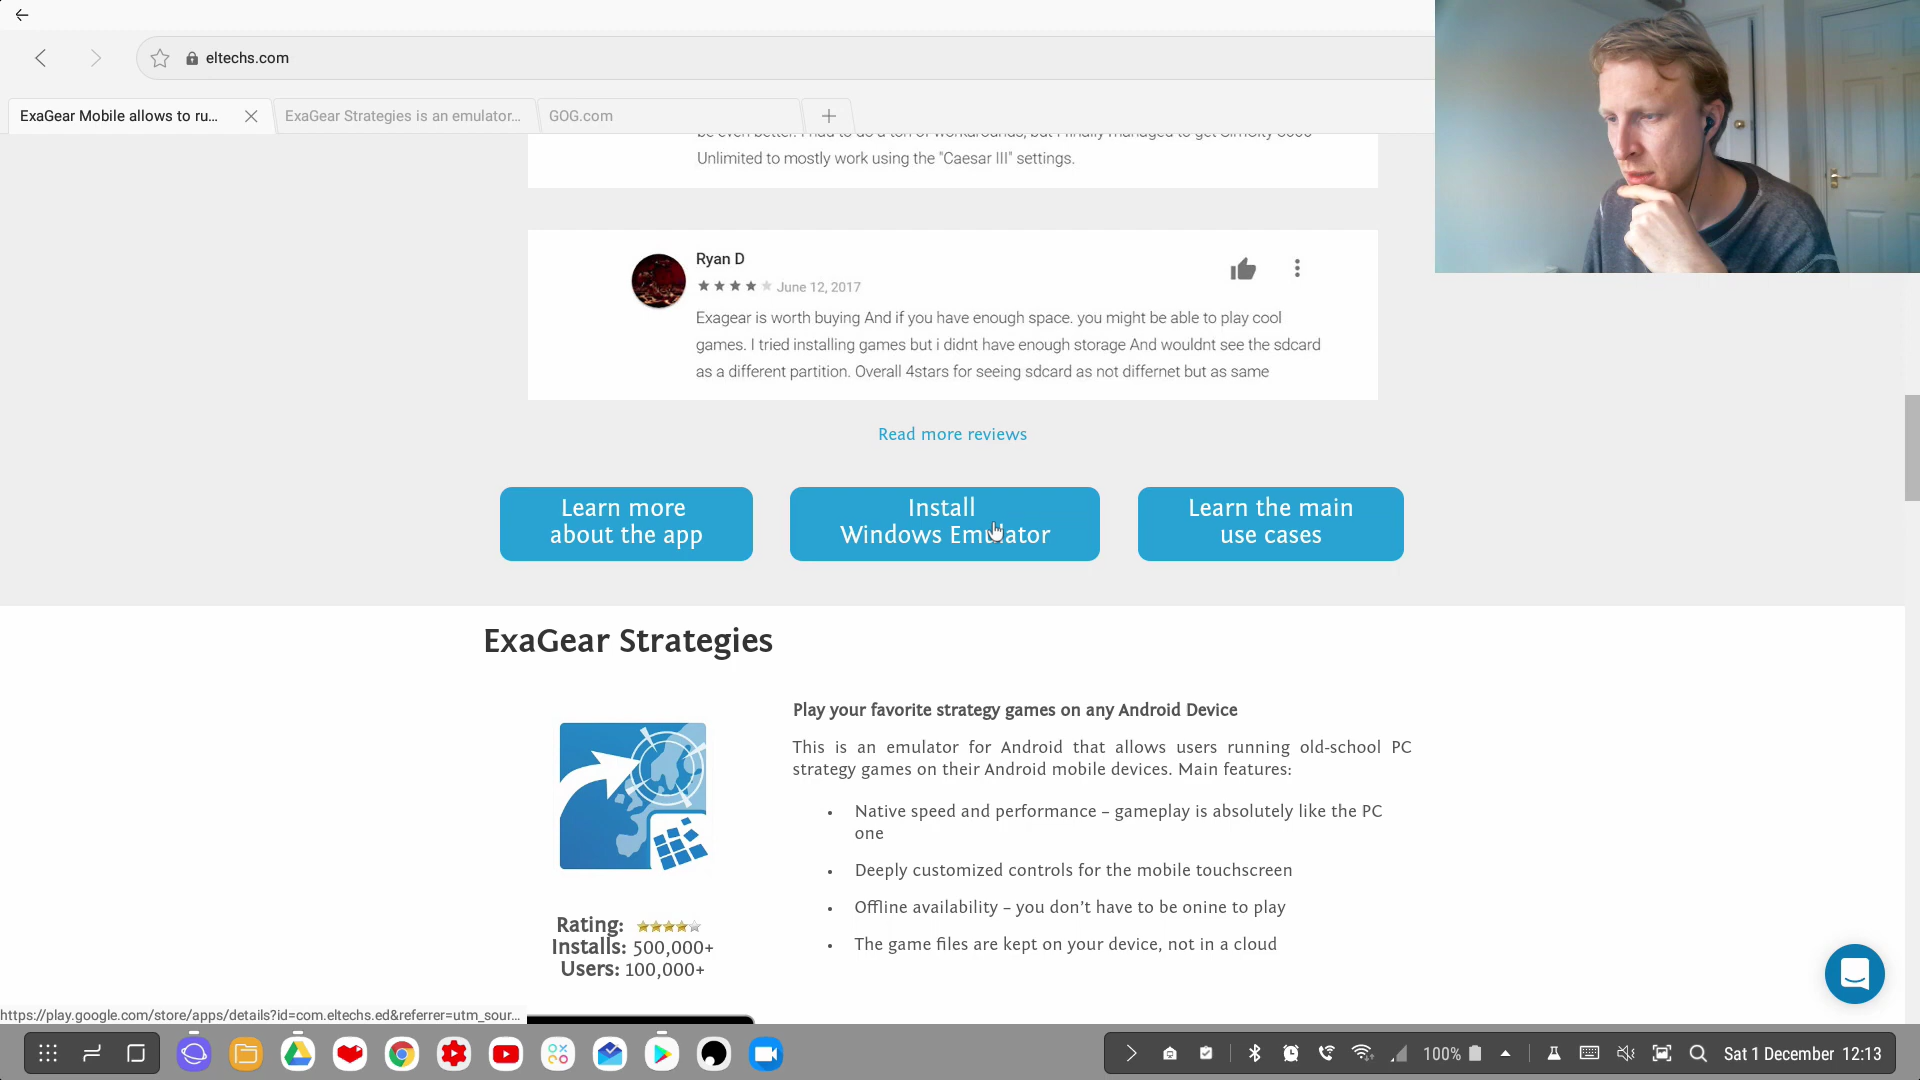 eltechs.com
ExaGear Mobile allows to ru...
ExaGear Strategies is an emulator...
GOG.com
Unlimited to mostly work using the "Caesar III" settings.
Ryan D
June 12, 2017
Exagear is worth buying And if you have enough space. you might be able to play cool
games. I tried installing games but i didnt have enough storage And wouldnt see the sdcard
as a different partition. Overall 4stars for seeing sdcard as not differnet but as same
Read more reviews
Learn more
about the app
Install
Windows Emulator
Learn the main
use cases
ExaGear Strategies
Play your favorite strategy games on any Android Device
This is an emulator for Android that allows users running old-school PC
strategy games on their Android mobile devices. Main features:
• Native speed and performance – gameplay is absolutely like the PC
one
• Deeply customized controls for the mobile touchscreen
• Offline availability – you don't have to be onine to play
• The game files are kept on your device, not in a cloud
Rating:
Installs: 500,000+
Users: 100,000+
https://play.google.com/store/apps/details?id=com.eltechs.ed&referrer=utm_sour...
100%
Sat 1 December 12:13